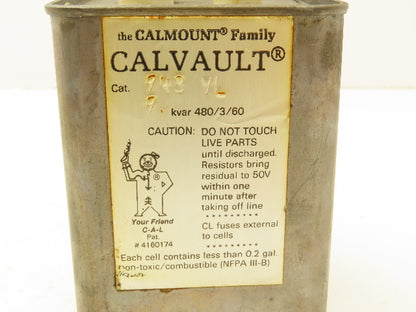 the CALMOUNT® Family
CALVAULT®
Cat. 243 VL
kvar 480/3/60
CAUTION: DO NOT TOUCH
LIVE PARTS
until discharged.
Resistors bring
residual to 50V
within one
minute after
taking off line
**********
CL fuses external
to cells
**********
Your Friend
C-A-L
Pat.
# 4160174
Each cell contains less than 0.2 gal.
non-toxic/combustible (NFPA III-B)